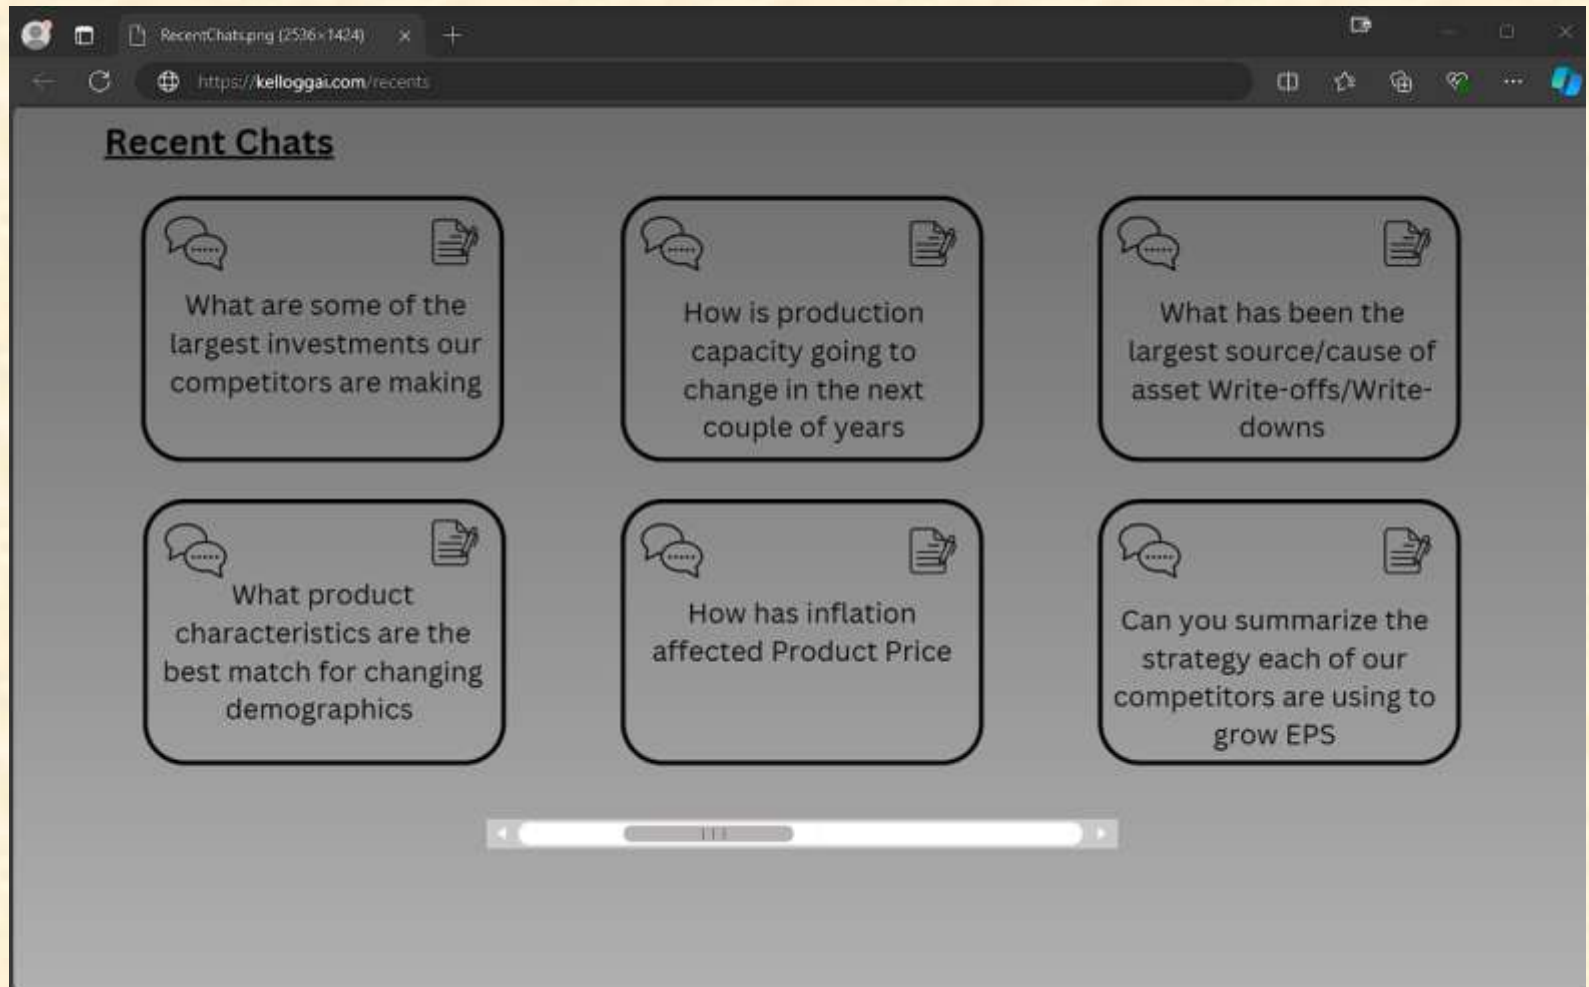 RecentChats.png (2536×1424)
https://kelloggai.com/recents
Recent Chats
What are some of the
largest investments our
competitors are making
How is production
capacity going to
change in the next
couple of years
What has been the
largest source/cause of
asset Write-offs/Write-
downs
What product
characteristics are the
best match for changing
demographics
How has inflation
affected Product Price
Can you summarize the
strategy each of our
competitors are using to
grow EPS